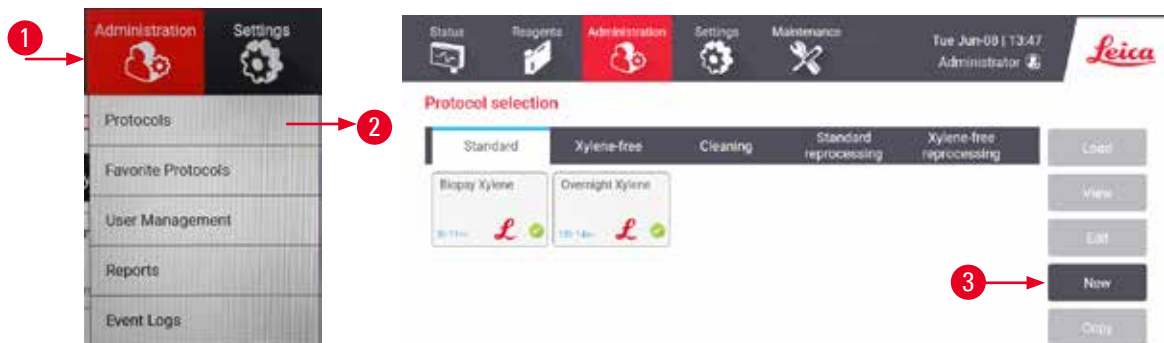 1
Administration Settings
Protocols
2
Favorite Protocols
User Management
Reports
Event Logs
Status Reagents Administration Settings Maintenance
Tue Jun-08 | 13:47
Administrator
Leica
Protocol selection
Standard Xylene-free Cleaning Standard reprocessing Xylene-free reprocessing
Load
Biopsy Xylene Overnight Xylene
View
L L
Edit
3
New
Copy